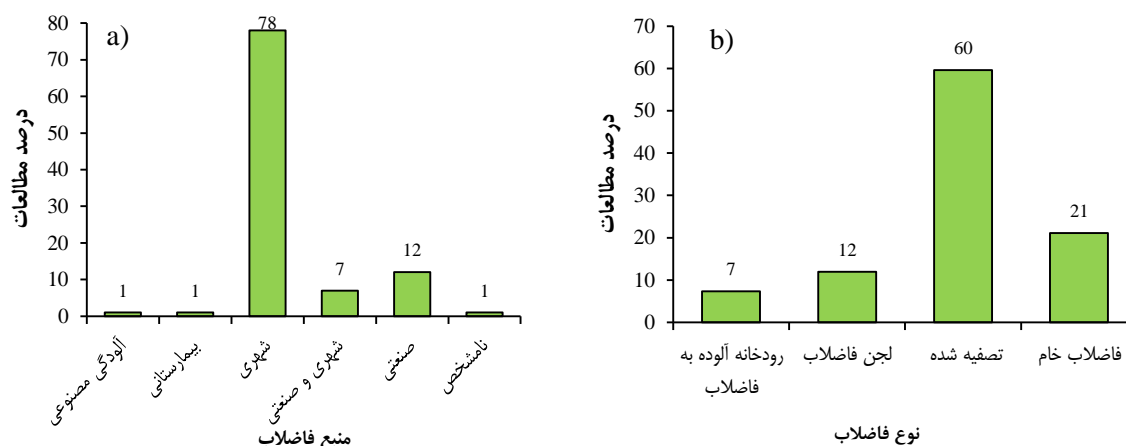 a)
درصد مطالعات
80
70
60
50
40
30
20
10
0
1
1
78
7
12
1
آلودگی مصنوعی
بیمارستانی
شهری
شهری و صنعتی
صنعتی
نامشخص
منبع فاضلاب
b)
درصد مطالعات
70
60
50
40
30
20
10
0
7
12
60
21
رودخانه آلوده به
فاضلاب
لجن فاضلاب
تصفیه شده
فاضلاب خام
نوع فاضلاب